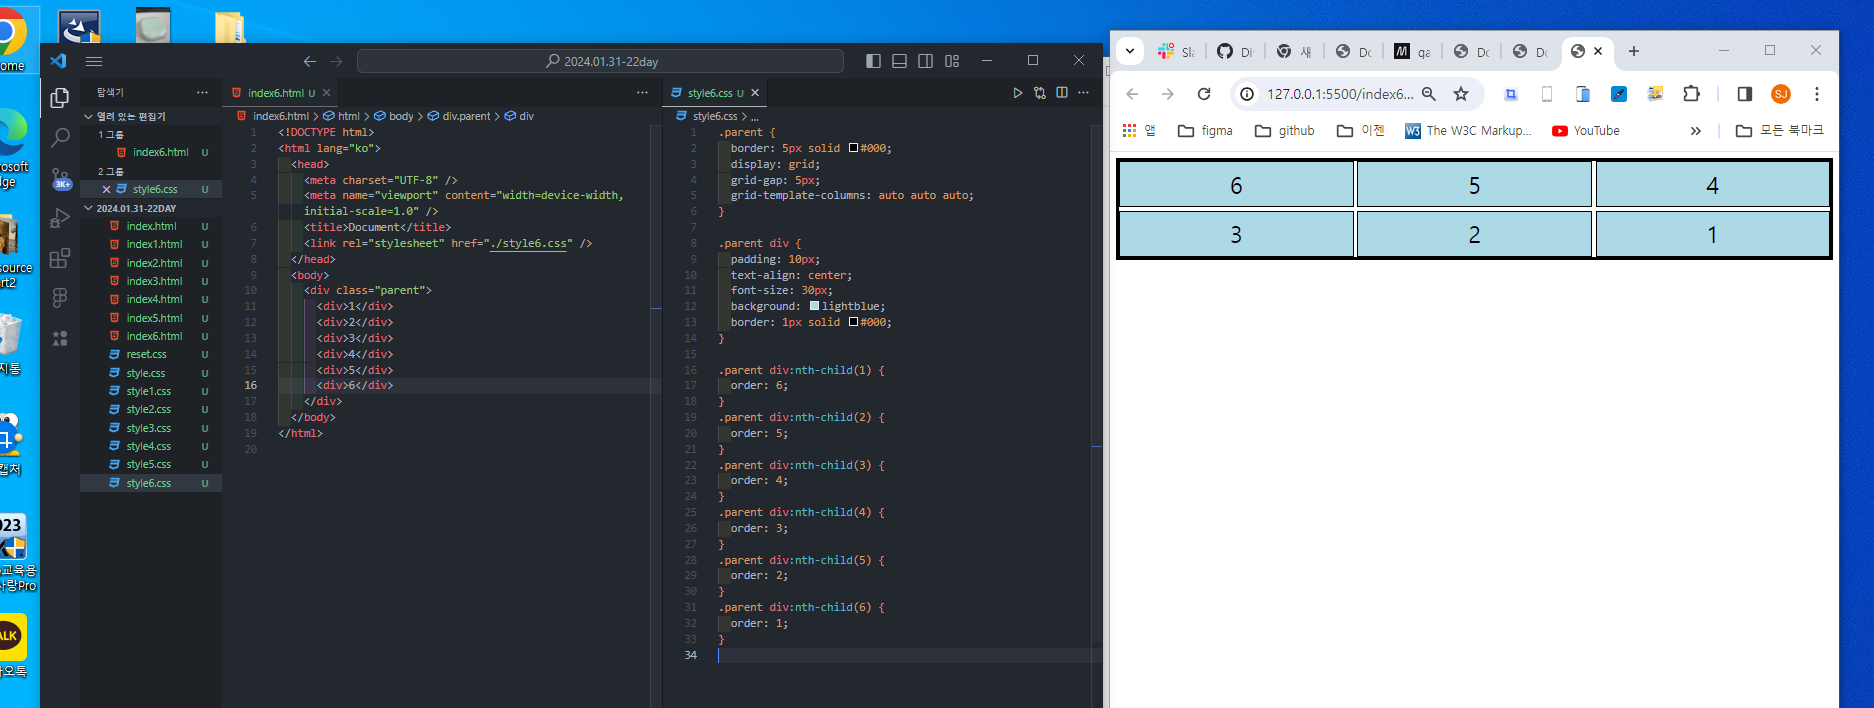 ome
rosoft
lge
source
rt2
지통
캡처
023
교육용
사랑Pro
ALK
오톡
2024.01.31-22day
탐색기
열려 있는 편집기
1 그룹
index6.html U
2 그룹
style6.css U
2024.01.31-22DAY
index.html U
index1.html U
index2.html U
index3.html U
index4.html U
index5.html U
index6.html U
reset.css U
style.css U
style1.css U
style2.css U
style3.css U
style4.css U
style5.css U
style6.css U
3K+
index6.html U
index6.html > html > body > div.parent > div
1 <!DOCTYPE html>
2 <html lang="ko">
3 <head>
4 <meta charset="UTF-8" />
5 <meta name="viewport" content="width=device-width,
initial-scale=1.0" />
6 <title>Document</title>
7 <link rel="stylesheet" href="./style6.css" />
8 </head>
9 <body>
10 <div class="parent">
11 <div>1</div>
12 <div>2</div>
13 <div>3</div>
14 <div>4</div>
15 <div>5</div>
16 <div>6</div>
17 </div>
18 </body>
19 </html>
20
style6.css U
style6.css > ...
1 .parent {
2 border: 5px solid #000;
3 display: grid;
4 grid-gap: 5px;
5 grid-template-columns: auto auto auto;
6 }
7
8 .parent div {
9 padding: 10px;
10 text-align: center;
11 font-size: 30px;
12 background: lightblue;
13 border: 1px solid #000;
14 }
15
16 .parent div:nth-child(1) {
17 order: 6;
18 }
19 .parent div:nth-child(2) {
20 order: 5;
21 }
22 .parent div:nth-child(3) {
23 order: 4;
24 }
25 .parent div:nth-child(4) {
26 order: 3;
27 }
28 .parent div:nth-child(5) {
29 order: 2;
30 }
31 .parent div:nth-child(6) {
32 order: 1;
33 }
34
Sla Di 새 Do qa Do Do
127.0.0.1:5500/index6... SJ
앱 figma github 이젠 The W3C Markup... YouTube » 모든 북마크
6 5 4
3 2 1